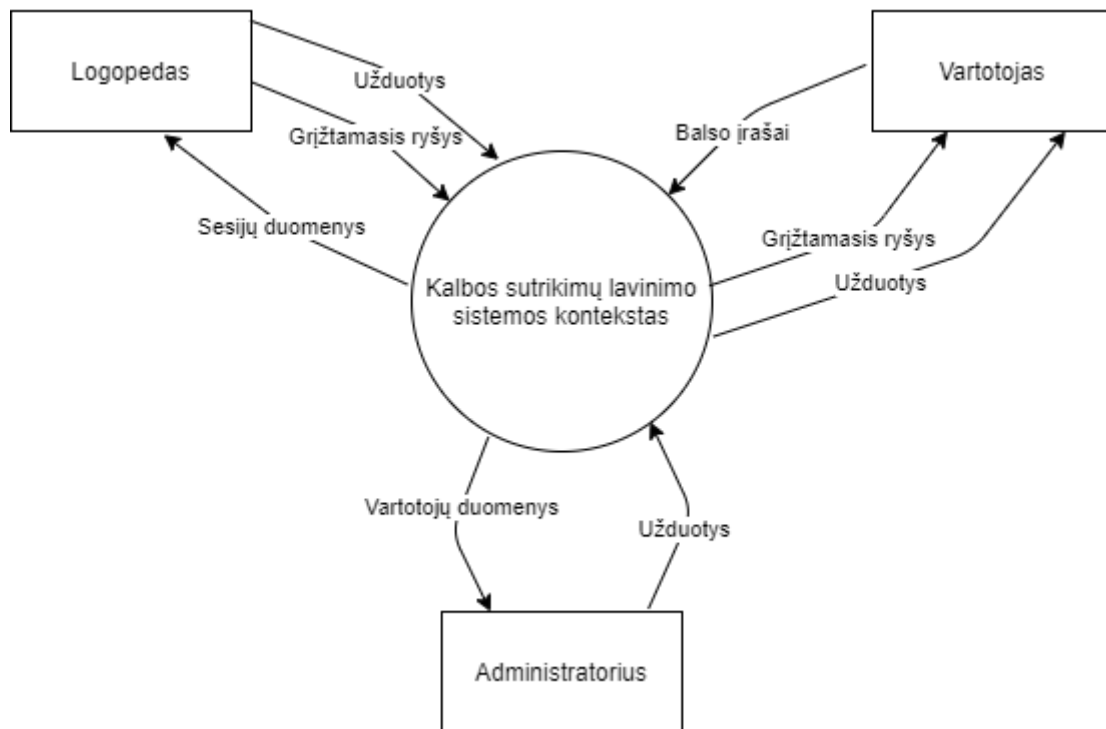 Logopedas
Vartotojas
Užduotys
Grįžtamasis ryšys
Balso įrašai
Sesijų duomenys
Grįžtamasis ryšys
Užduotys
Kalbos sutrikimų lavinimo
sistemos kontekstas
Vartotojų duomenys
Užduotys
Administratorius